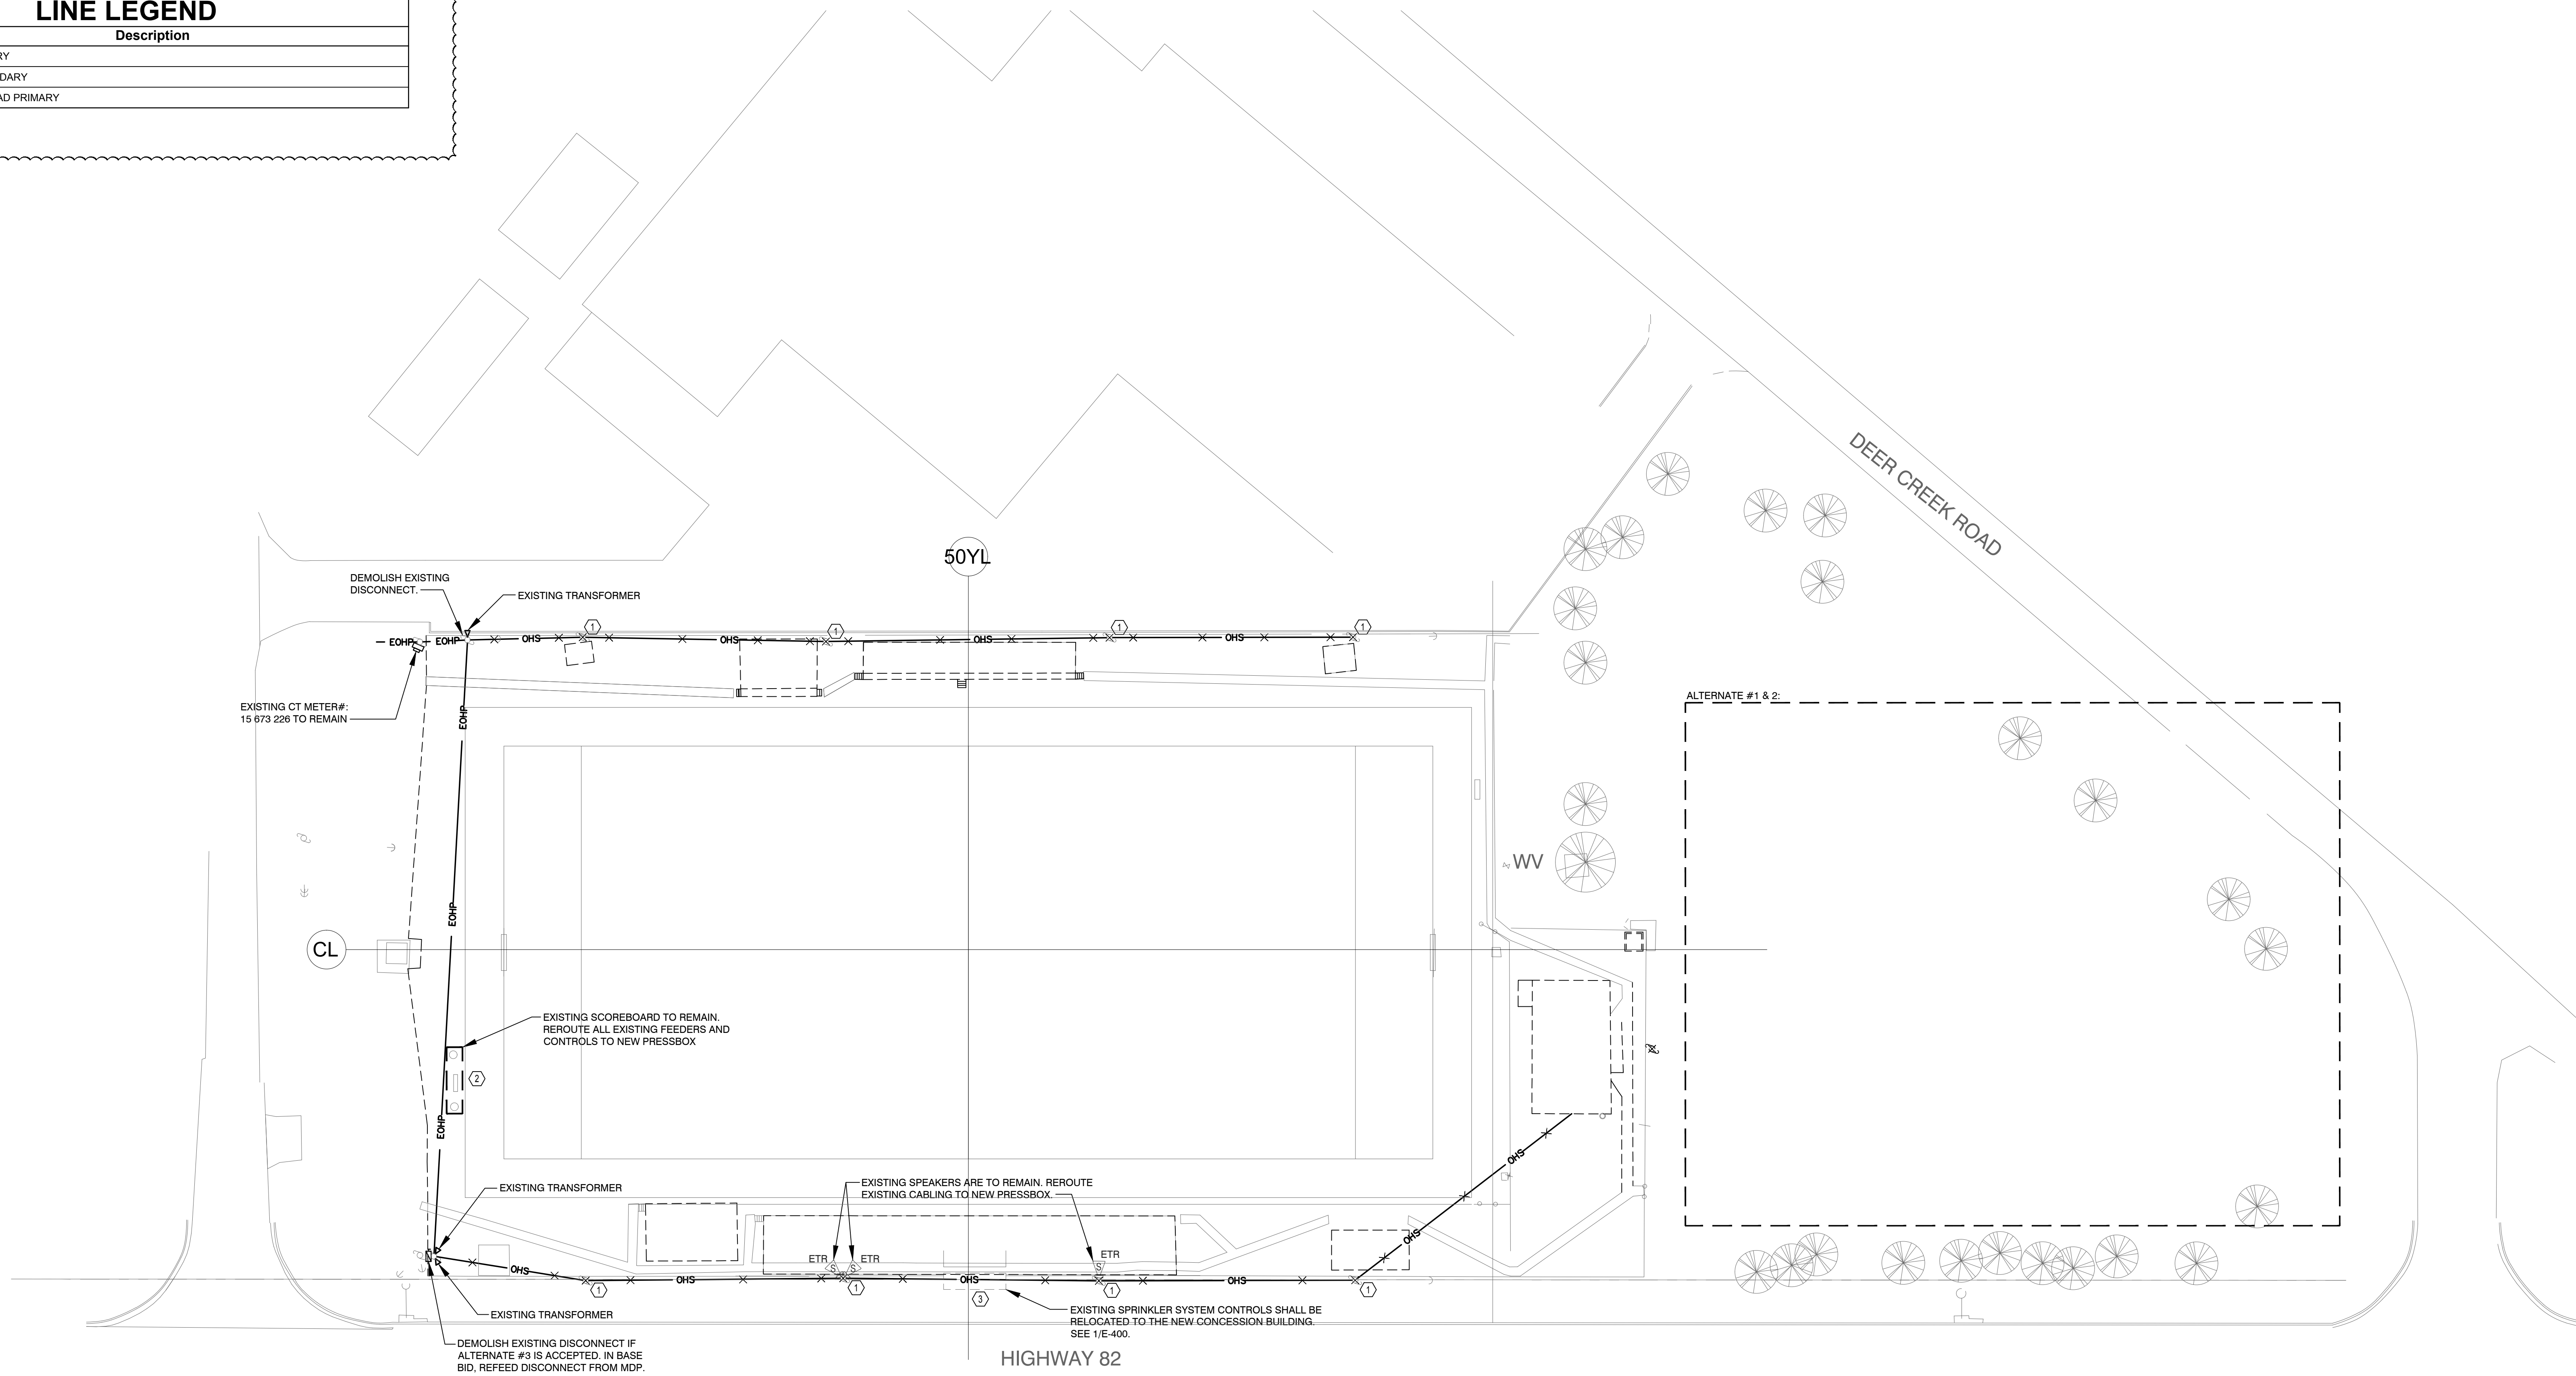 LINE LEGEND
Description
RY
DARY
AD PRIMARY
DEER CREEK ROAD
50YL
DEMOLISH EXISTING
DISCONNECT.
EXISTING TRANSFORMER
EOHP
EOHP
OHS
1
OHS
1
OHS
1
OHS
1
EXISTING CT METER#:
15 673 226 TO REMAIN
EOHP
ALTERNATE #1 & 2:
WV
EOHP
CL
EXISTING SCOREBOARD TO REMAIN.
REROUTE ALL EXISTING FEEDERS AND
CONTROLS TO NEW PRESSBOX
2
EOHP
OHS
EXISTING TRANSFORMER
EXISTING SPEAKERS ARE TO REMAIN. REROUTE
EXISTING CABLING TO NEW PRESSBOX.
OHS
ETR
ETR
ETR
S
S
S
OHS
OHS
OHS
OHS
1
1
3
1
1
EXISTING TRANSFORMER
EXISTING SPRINKLER SYSTEM CONTROLS SHALL BE
RELOCATED TO THE NEW CONCESSION BUILDING.
SEE 1/E-400.
DEMOLISH EXISTING DISCONNECT IF
ALTERNATE #3 IS ACCEPTED. IN BASE
BID, REFEED DISCONNECT FROM MDP.
HIGHWAY 82